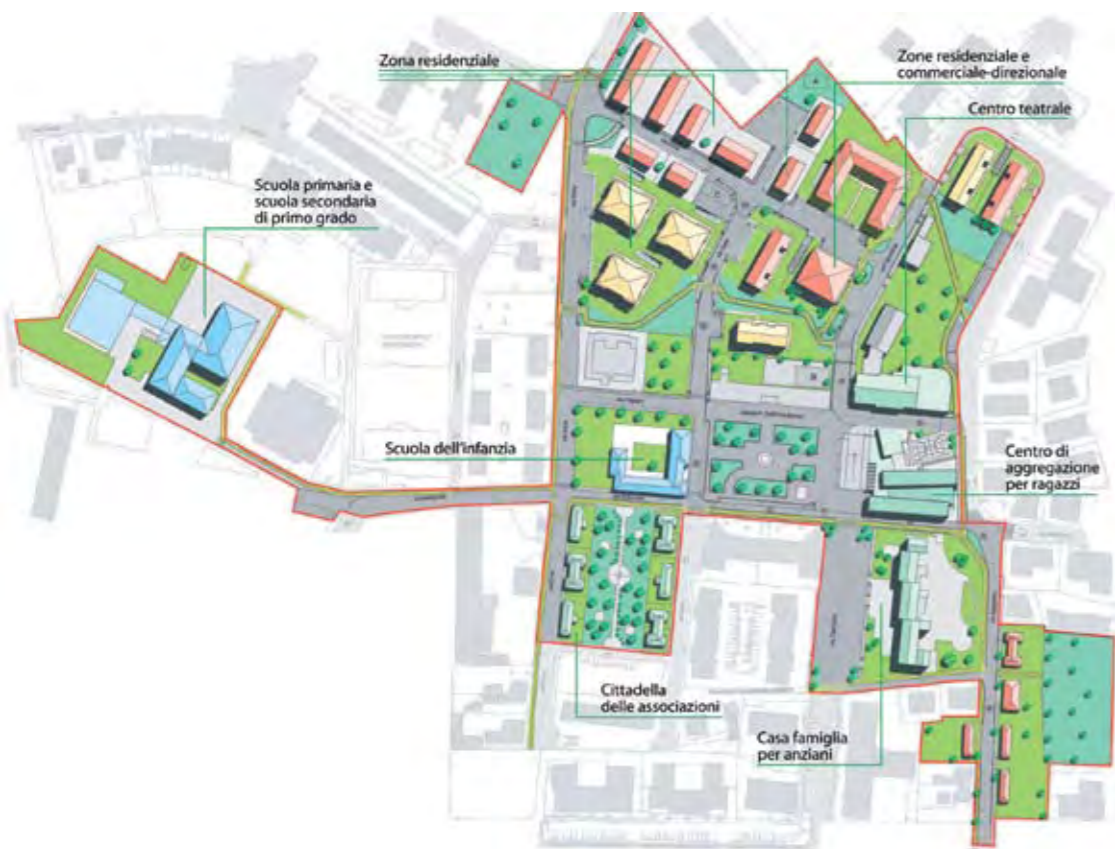 Zona residenziale
Zone residenziale e
commerciale-direzionale
Centro teatrale
Scuola primaria e
scuola secondaria
di primo grado
Scuola dell'infanzia
Centro di
aggregazione
per ragazzi
Cittadella
delle associazioni
Casa famiglia
per anziani